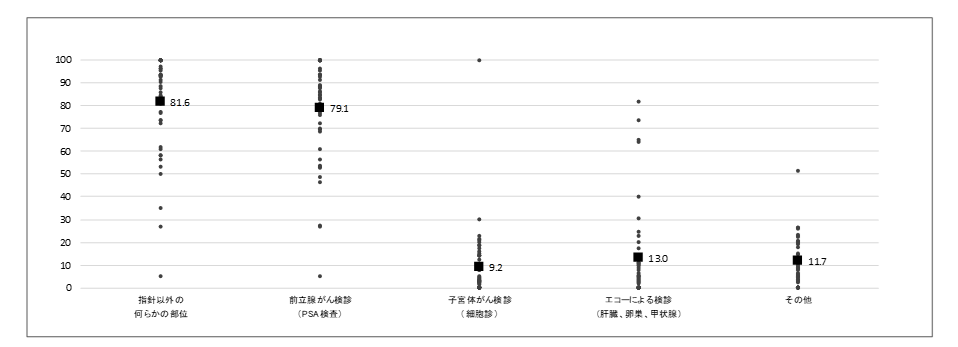 100
90
80
70
60
50
40
30
20
10
0
81.6
79.1
9.2
13.0
11.7
指針以外の
何らかの部位
前立腺がん検診
（PSA検査）
子宮体がん検診
（細胞診）
エコーによる検診
（肝臓、卵巣、甲状腺）
その他